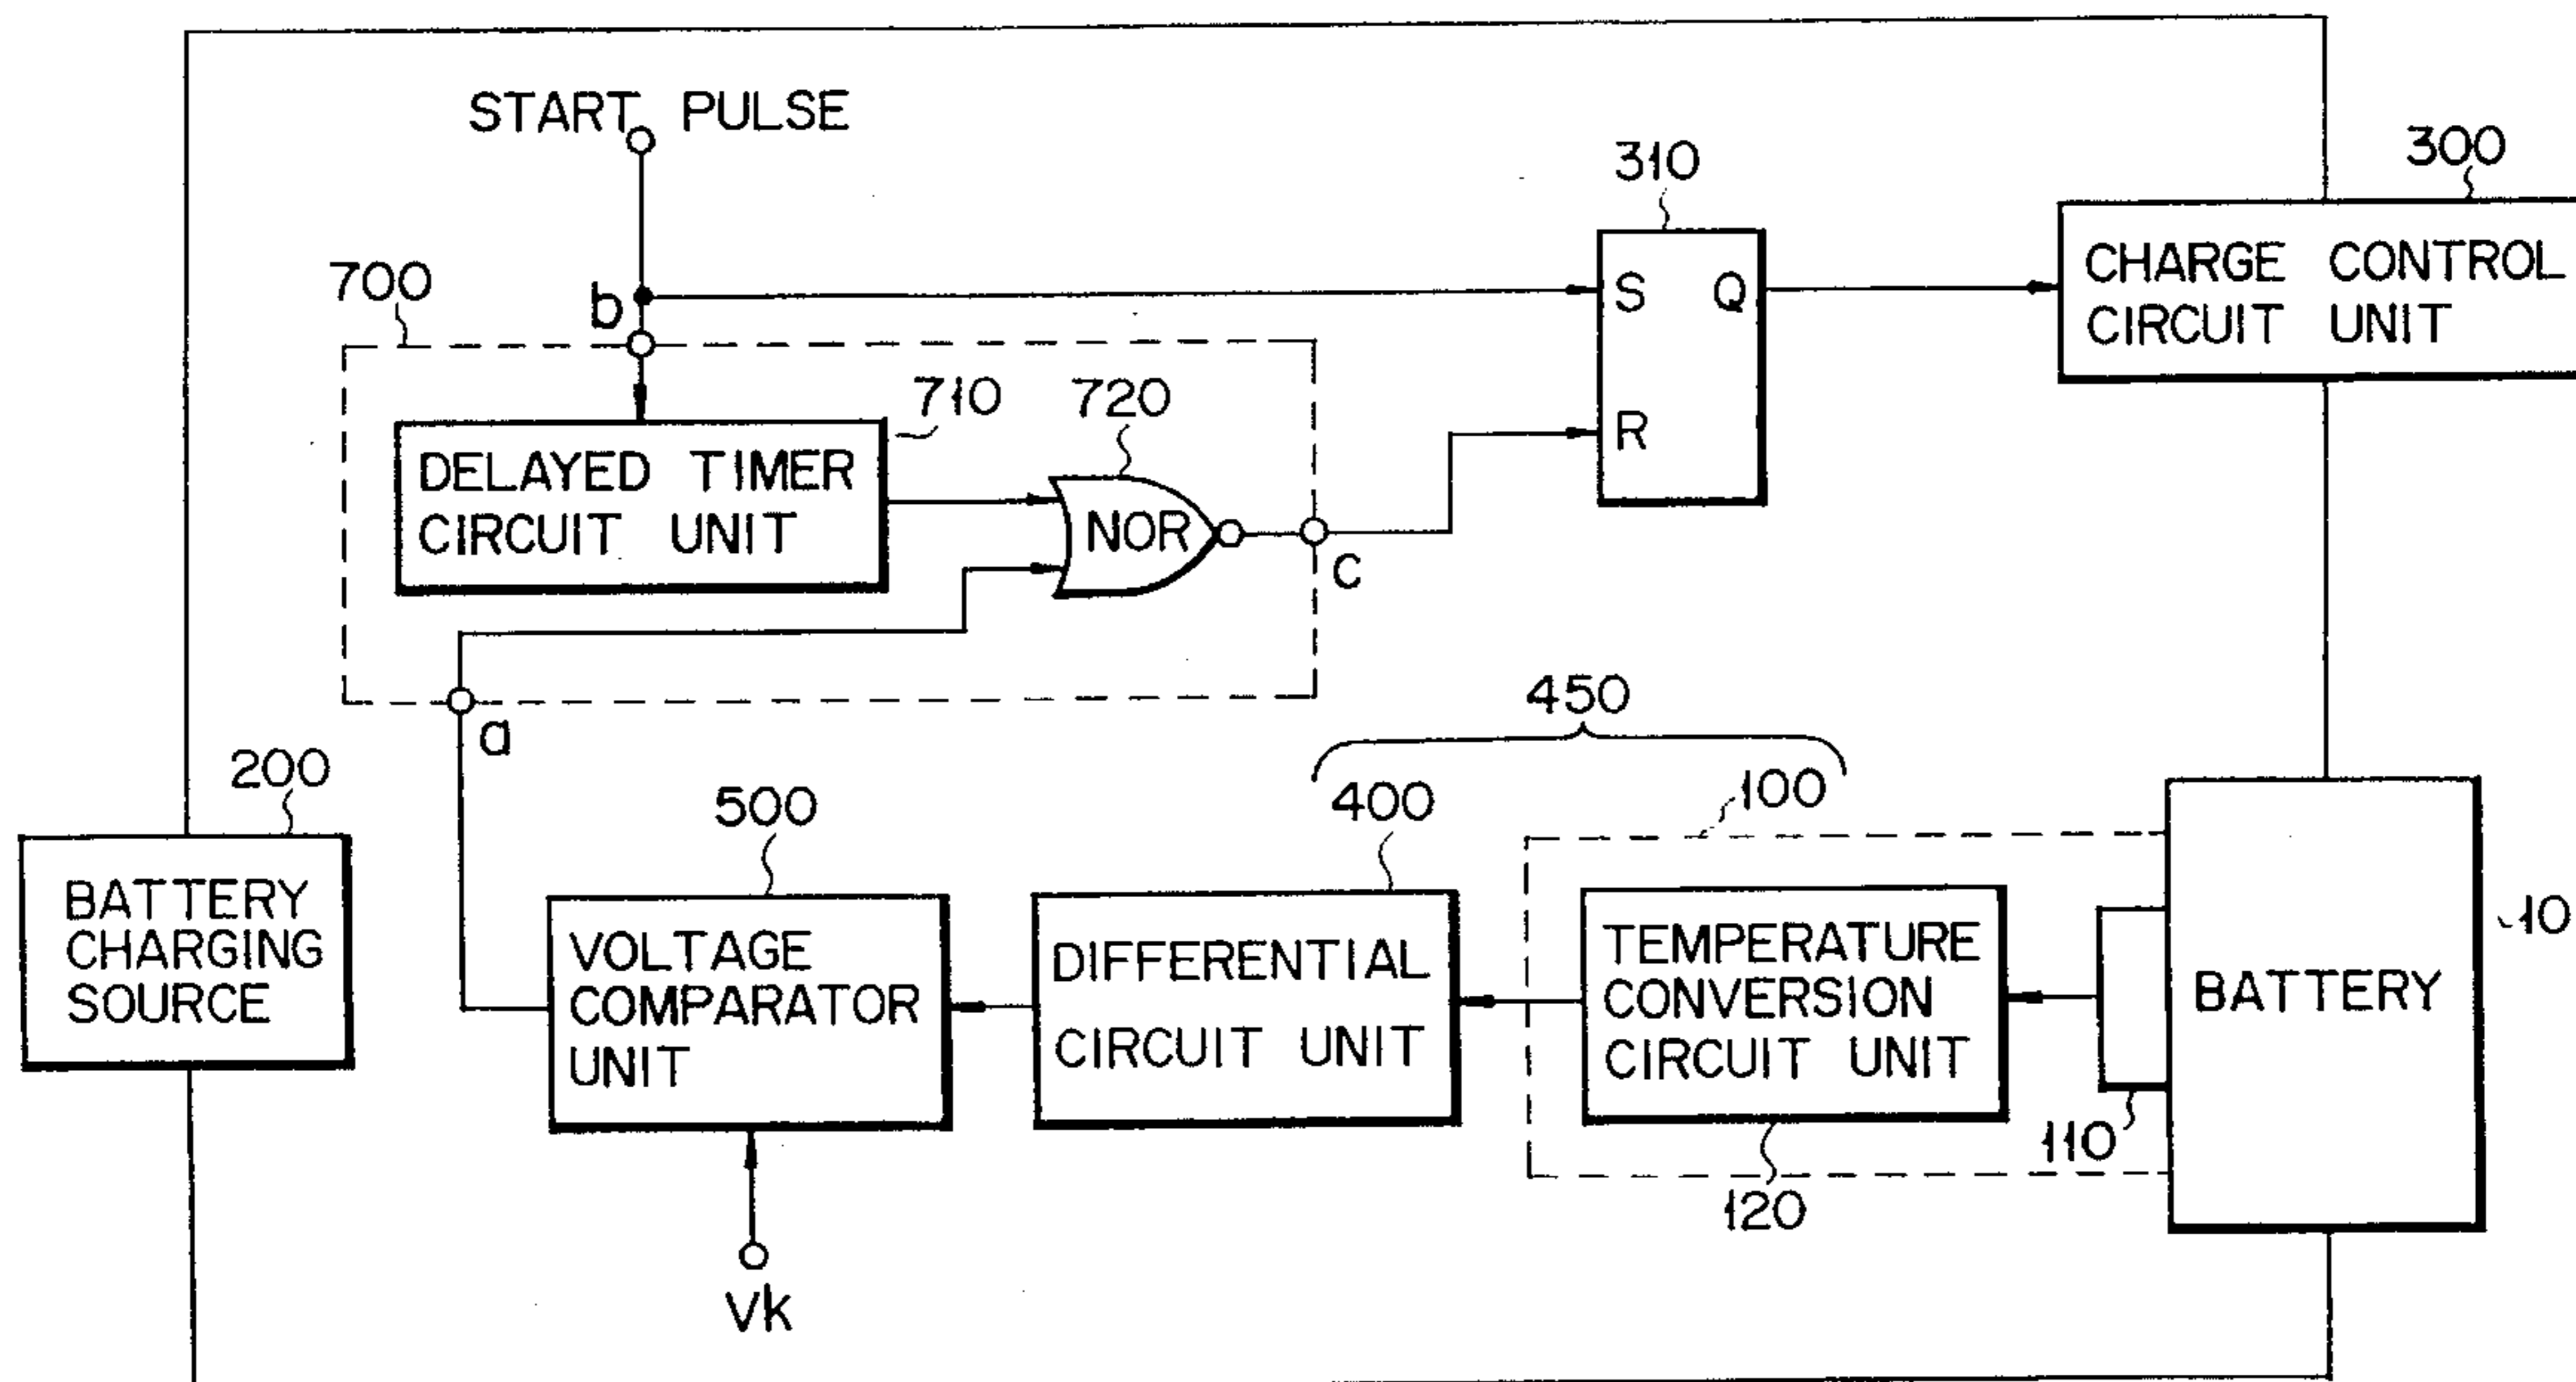 START PULSE
310
300
CHARGE CONTROL
CIRCUIT UNIT
S Q
R
700
b
710
720
DELAYED TIMER
CIRCUIT UNIT
NOR
c
a
450
200
500
400
100
BATTERY
CHARGING
SOURCE
VOLTAGE
COMPARATOR
UNIT
DIFFERENTIAL
CIRCUIT UNIT
TEMPERATURE
CONVERSION
CIRCUIT UNIT
BATTERY
10
110
120
Vk